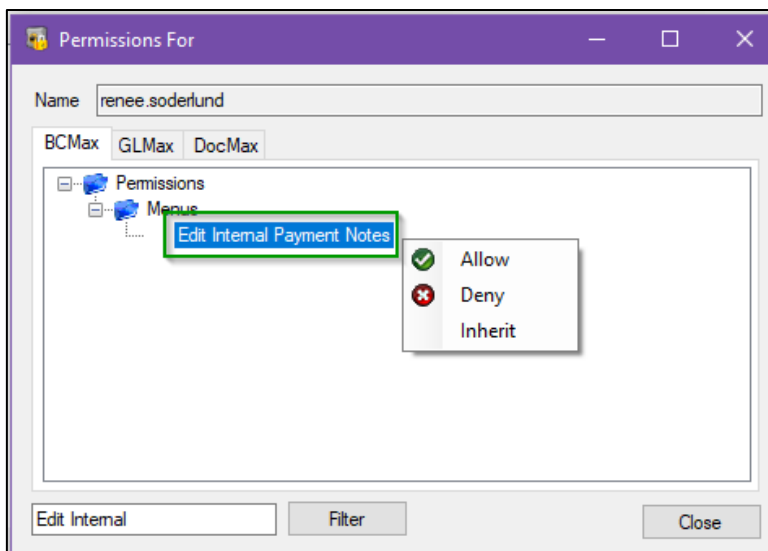 Permissions For
Name renee.soderlund
BCMax GLMax DocMax
Permissions
Menus
Edit Internal Payment Notes
Allow
Deny
Inherit
Edit Internal Filter Close